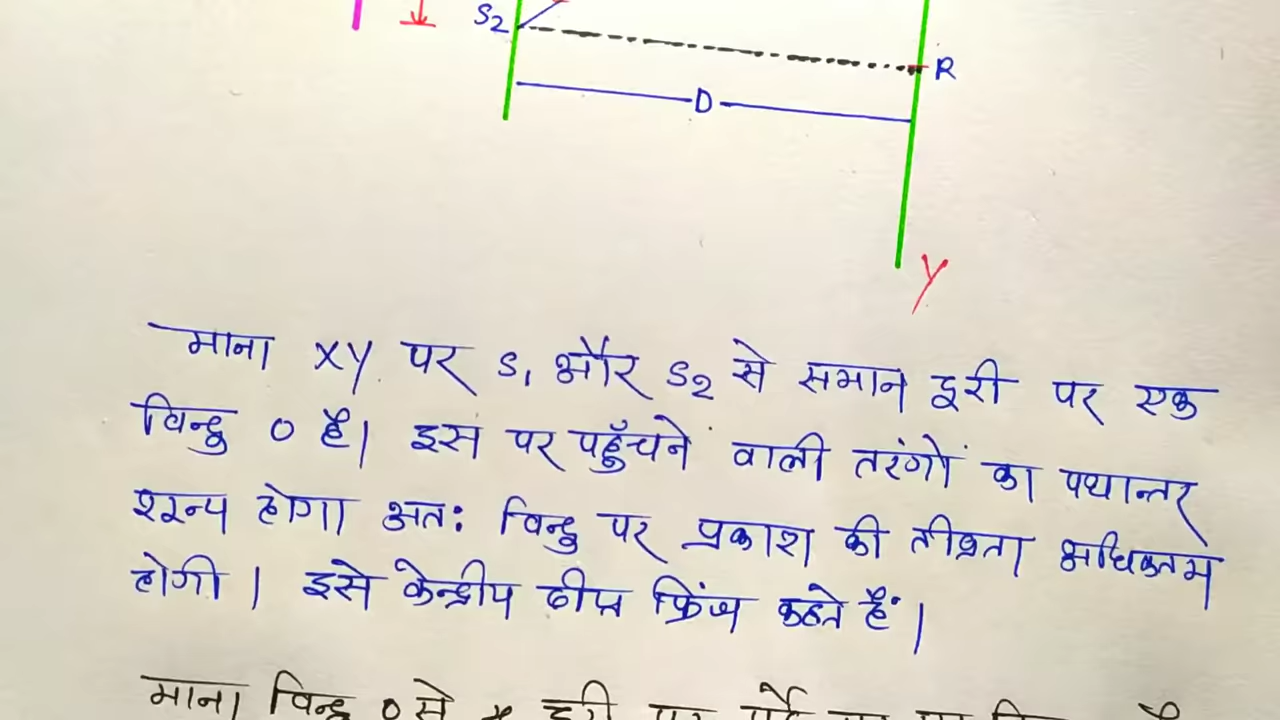 S2
R
D
Y
माना XY पर S1 और S2 से समान दूरी पर एक
विन्दु O है। इस पर पहुँचने वाली तरंगों का पथान्तर
शून्य होगा अतः विन्दु पर प्रकाश की तीव्रता अधिकतम
होगी। इसे केन्द्रीय दीप्त फ्रिंज कहते हैं।
माना विन्दु O से x दूरी पर